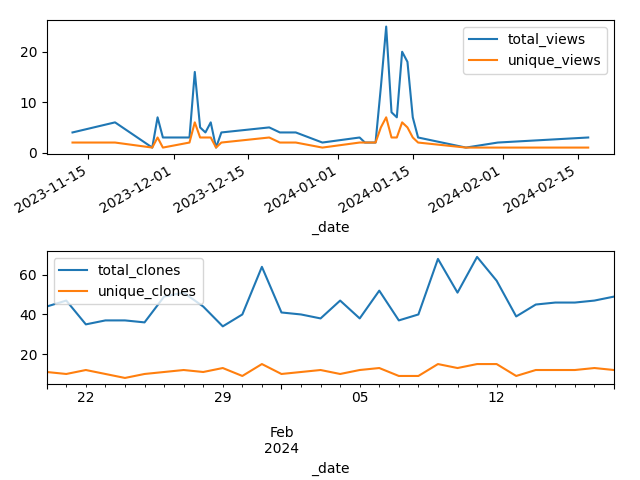 20
10
0
total_views
unique_views
2023-11-15
2023-12-01
2023-12-15
2024-01-01
2024-01-15
2024-02-01
2024-02-15
_date
60
40
20
total_clones
unique_clones
22
29
05
12
Feb
2024
_date